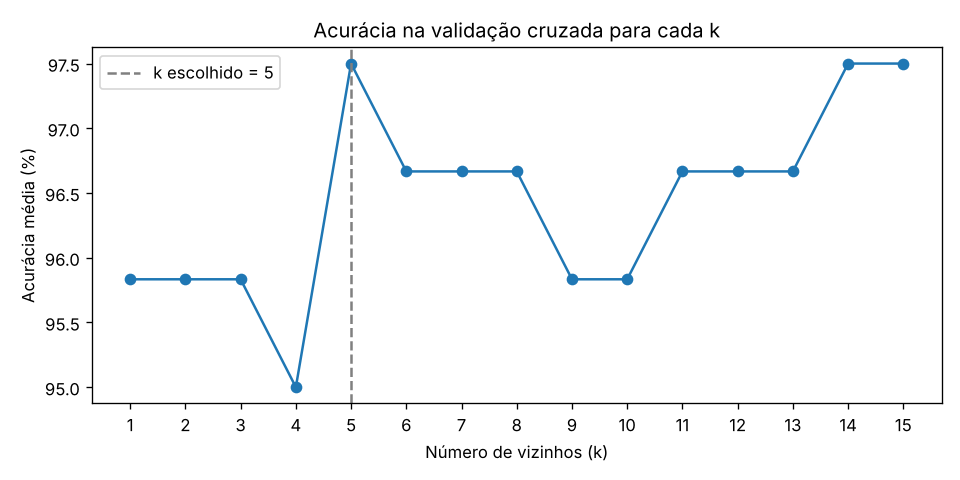 Acurácia na validação cruzada para cada k
k escolhido = 5
Acurácia média (%)
97.5
97.0
96.5
96.0
95.5
95.0
1 2 3 4 5 6 7 8 9 10 11 12 13 14 15
Número de vizinhos (k)